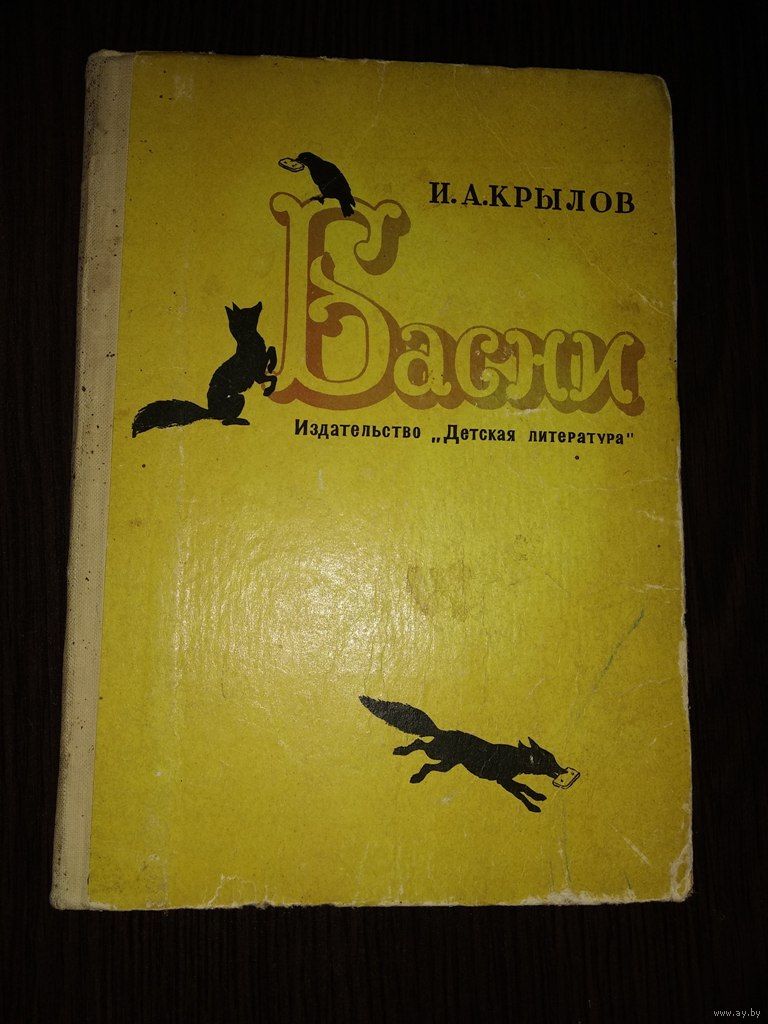 И. А. КРЫЛОВ
Басни
Издательство „Детская литература"
www.ay.by